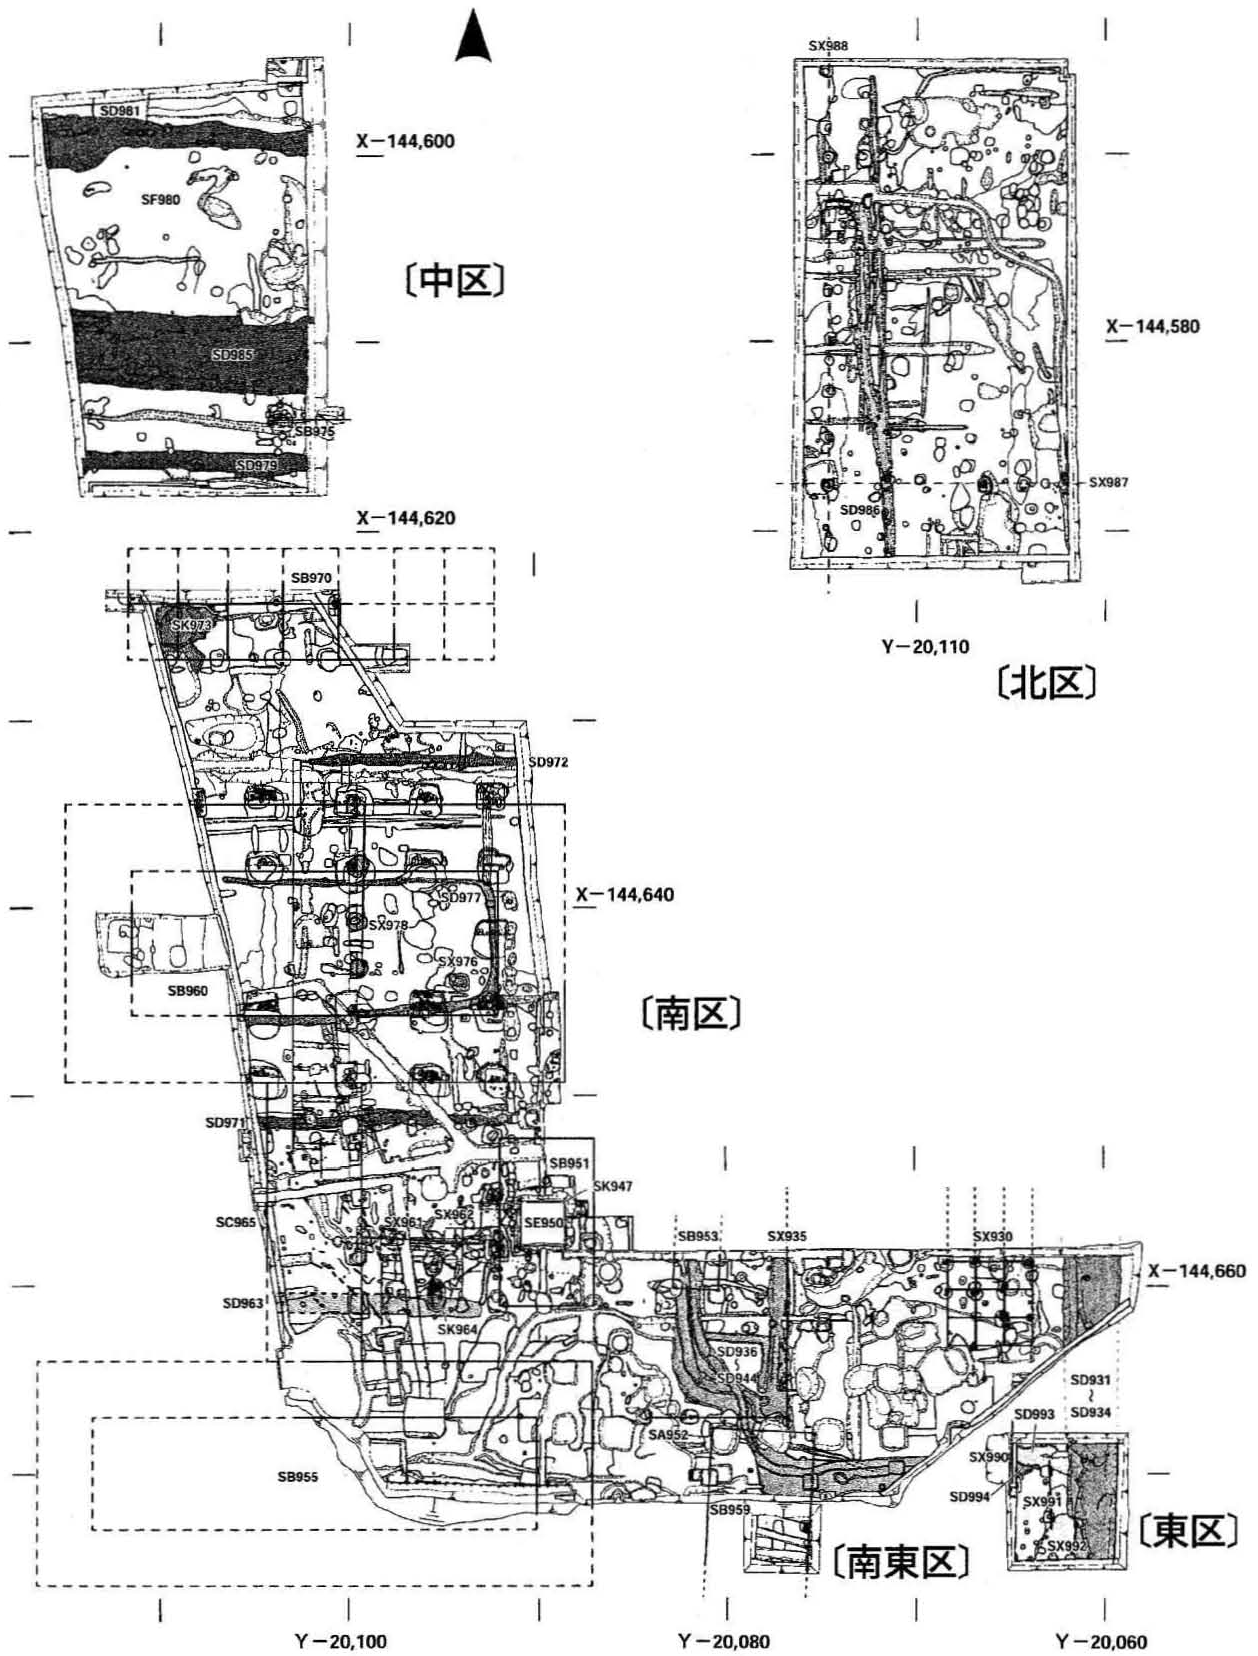 SX988
SD981
X－144,600
SF980
〔中区〕
X－144,580
SD985
SB975
SD979
SX987
SD986
X－144,620
SB970
SK973
Y－20,110
〔北区〕
SD972
X－144,640
SD977
SX978
SX976
SB960
〔南区〕
SD971
SB951
SK947
SC965
SX961
SX962
SE950
SB953
SX935
SX930
X－144,660
SD963
SK964
SD936
〜
SD944
SD931
〜
SD934
SD993
SA952
SX990
SB955
SD994
SX991
SB959
SX992
〔東区〕
〔南東区〕
Y－20,100
Y－20,080
Y－20,060